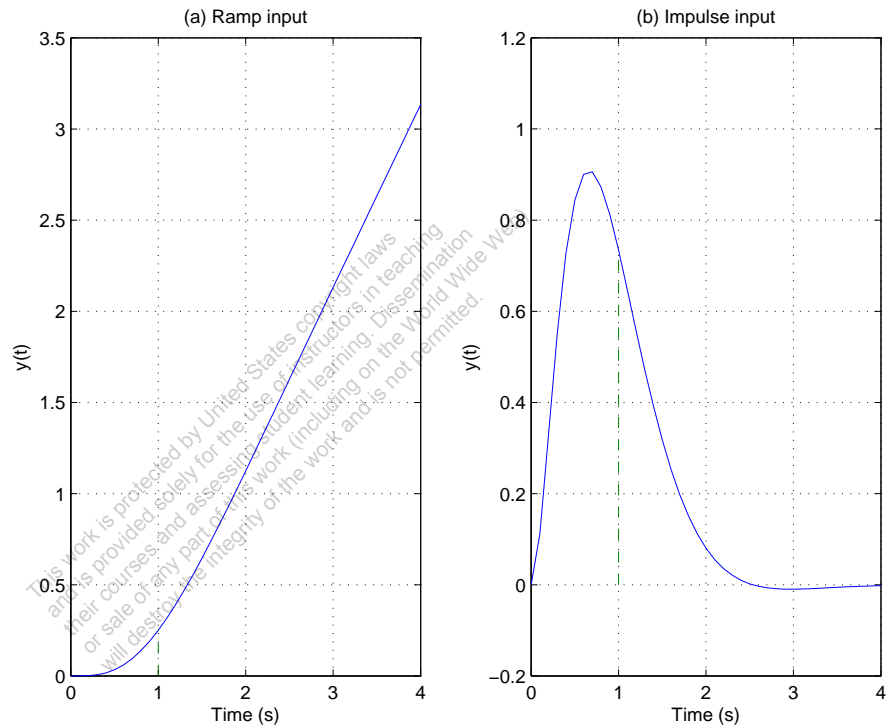 (a) Ramp input
3.5
3
2.5
2
1.5
1
0.5
0
y(t)
0 1 2 3 4
Time (s)
(b) Impulse input
1.2
1
0.8
0.6
0.4
0.2
0
−0.2
y(t)
0 1 2 3 4
Time (s)
This work is protected by United States copyright laws
and is provided solely for the use of instructors in teaching
their courses and assessing student learning. Dissemination
or sale of any part of this work (including on the World Wide Web)
will destroy the integrity of the work and is not permitted.